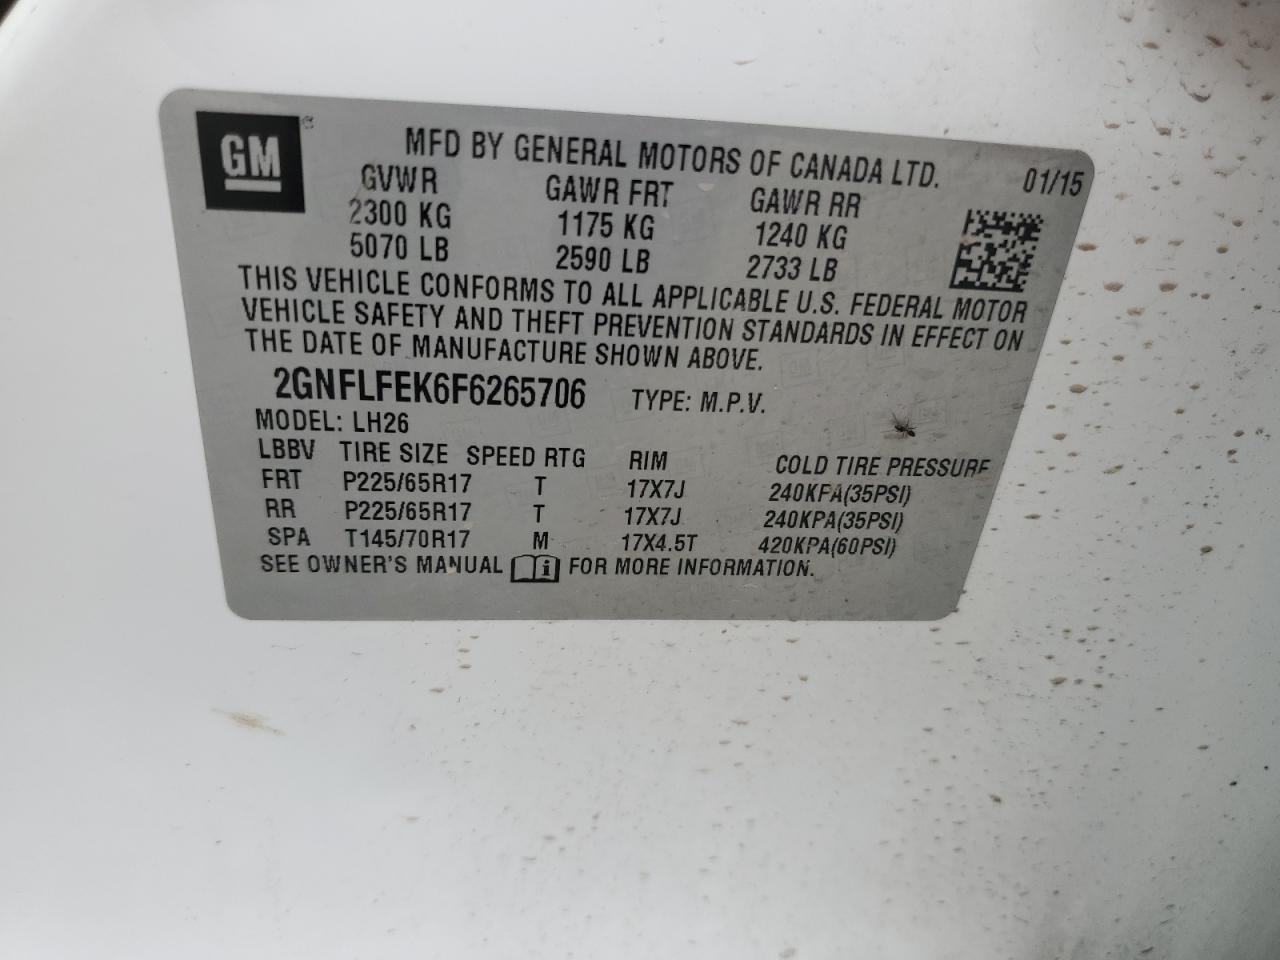 GM®
MFD BY GENERAL MOTORS OF CANADA LTD. 01/15
GVWR GAWR FRT GAWR RR
2300 KG 1175 KG 1240 KG
5070 LB 2590 LB 2733 LB
THIS VEHICLE CONFORMS TO ALL APPLICABLE U.S. FEDERAL MOTOR
VEHICLE SAFETY AND THEFT PREVENTION STANDARDS IN EFFECT ON
THE DATE OF MANUFACTURE SHOWN ABOVE.
2GNFLFEK6F6265706 TYPE: M.P.V.
MODEL: LH26
LBBV TIRE SIZE SPEED RTG RIM COLD TIRE PRESSURE
FRT P225/65R17 T 17X7J 240KPA(35PSI)
RR P225/65R17 T 17X7J 240KPA(35PSI)
SPA T145/70R17 M 17X4.5T 420KPA(60PSI)
SEE OWNER'S MANUAL i FOR MORE INFORMATION.